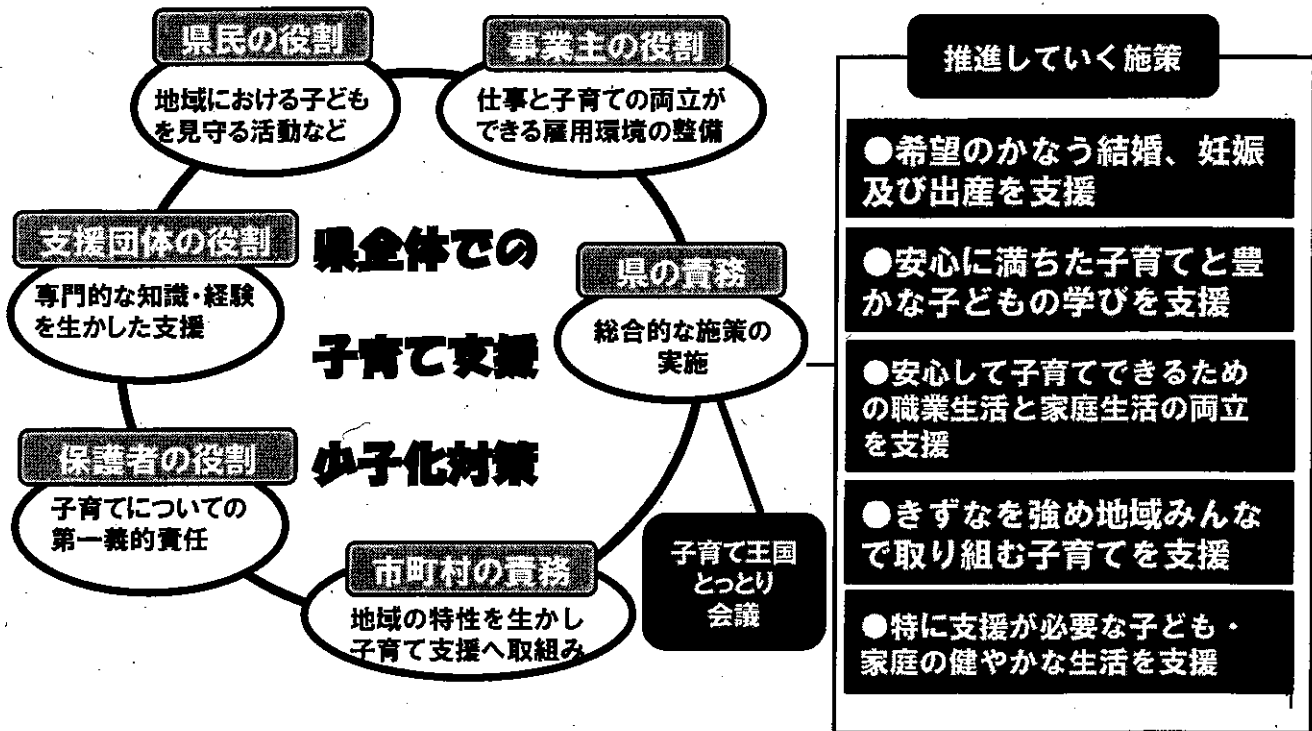 県民の役割
地域における子ども
を見守る活動など
事業主の役割
仕事と子育ての両立が
できる雇用環境の整備
支援団体の役割
専門的な知識・経験
を生かした支援
県全体での
子育て支援
少子化対策
県の責務
総合的な施策の
実施
保護者の役割
子育てについての
第一義的責任
市町村の責務
地域の特性を生かし
子育て支援へ取組み
子育て王国
とっとり
会議
推進していく施策
●希望のかなう結婚、妊娠
及び出産を支援
●安心に満ちた子育てと豊
かな子どもの学びを支援
●安心して子育てできるため
の職業生活と家庭生活の両立
を支援
●きずなを強め地域みんな
で取り組む子育てを支援
●特に支援が必要な子ども・
家庭の健やかな生活を支援